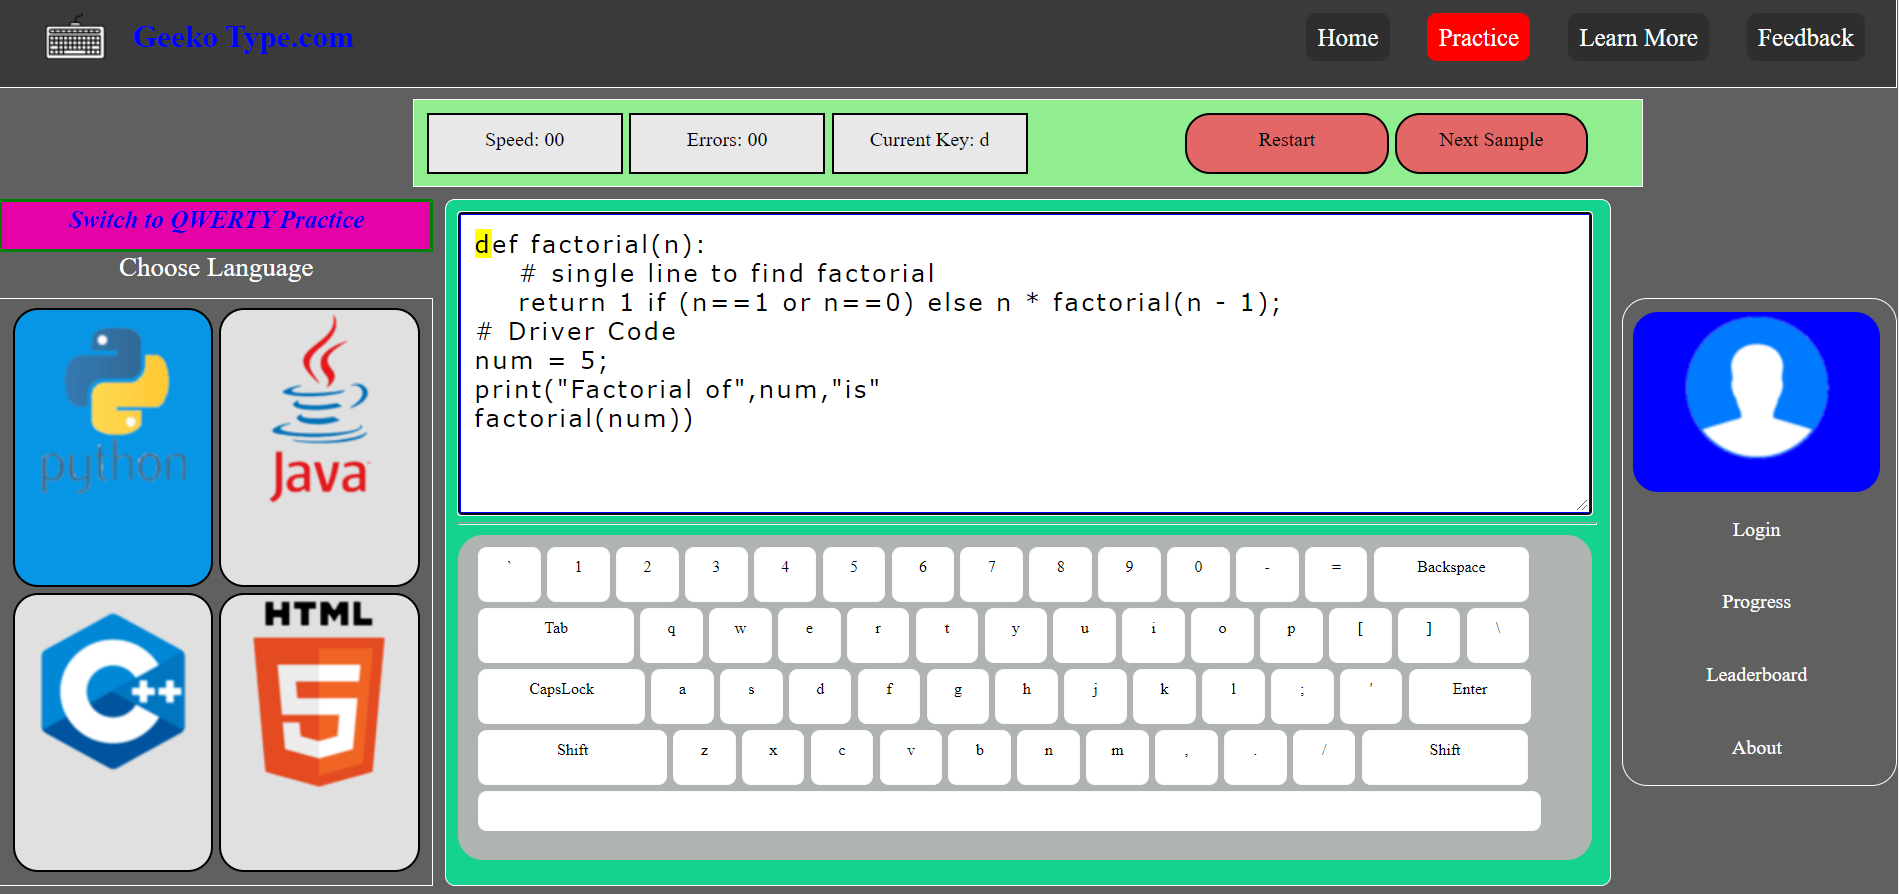 Geeko Type.com
Home
Practice
Learn More
Feedback
Speed: 00
Errors: 00
Current Key: d
Restart
Next Sample
Switch to QWERTY Practice
Choose Language
python
Java
C++
HTML
5
def factorial(n):
# single line to find factorial
return 1 if (n==1 or n==0) else n * factorial(n - 1);
# Driver Code
num = 5;
print("Factorial of",num,"is"
factorial(num))
` 1 2 3 4 5 6 7 8 9 0 - = Backspace
Tab q w e r t y u i o p [ ] \
CapsLock a s d f g h j k l ; ' Enter
Shift z x c v b n m , . / Shift
Login
Progress
Leaderboard
About